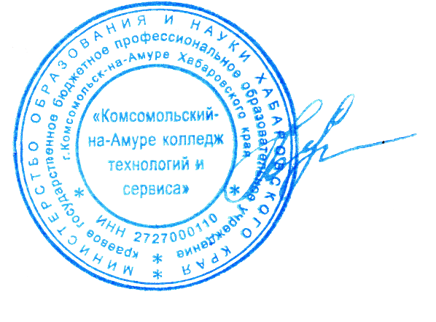 МИНИСТЕРСТВО ОБРАЗОВАНИЯ И НАУКИ ХАБАРОВСКОГО КРАЯ
краевое государственное бюджетное профессиональное образовательное учреждение
г.Комсомольск-на-Амуре Хабаровского края
«Комсомольский-
на-Амуре колледж
технологий и
сервиса»
ИНН 2727000110